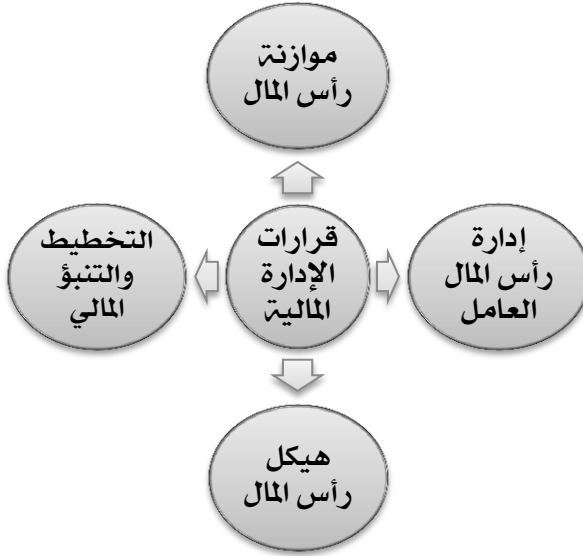 موازنة
رأس المال
إدارة
رأس المال
العامل
قرارات
الإدارة
المالية
التخطيط
والتنبؤ
المالي
هيكل
رأس المال